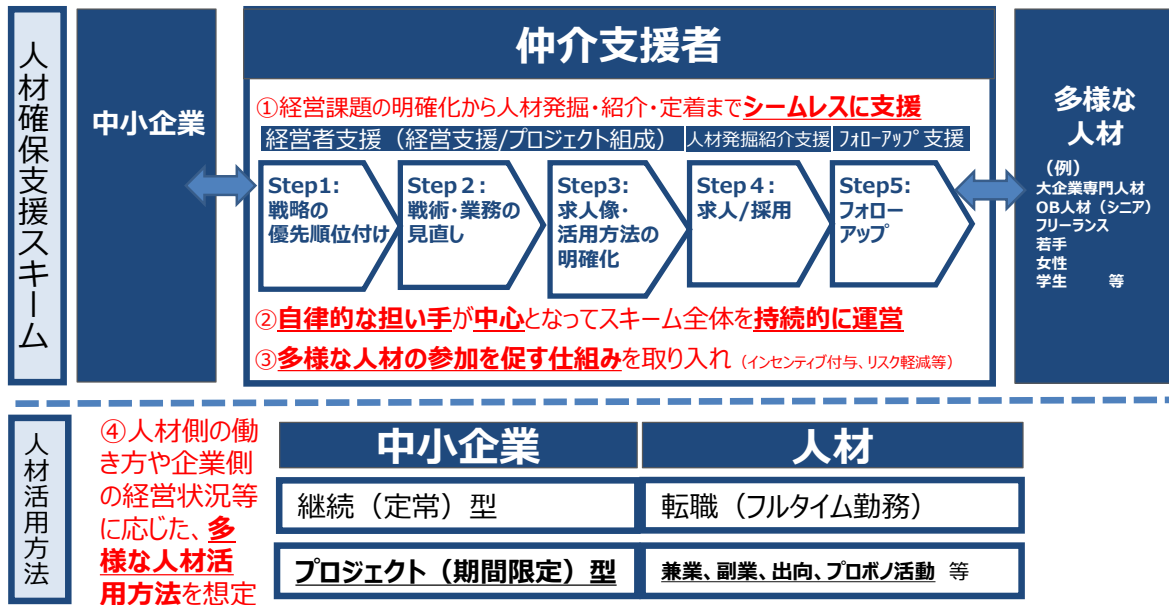 人材確保支援スキーム
中小企業
仲介支援者
①経営課題の明確化から人材発掘・紹介・定着までシームレスに支援
経営者支援（経営支援/プロジェクト組成）
人材発掘紹介支援
ﾌｫﾛｰｱｯﾌﾟ支援
Step1:
戦略の
優先順位付け
Step２:
戦術・業務の
見直し
Step3:
求人像・
活用方法の
明確化
Step４:
求人/採用
Step5:
フォロー
アップ
②自律的な担い手が中心となってスキーム全体を持続的に運営
③多様な人材の参加を促す仕組みを取り入れ（インセンティブ付与、リスク軽減等）
多様な
人材
（例）
大企業専門人材
OB人材（シニア）
フリーランス
若手
女性
学生　　等
人材活用方法
④人材側の働
き方や企業側
の経営状況等
に応じた、多
様な人材活
用方法を想定
中小企業
人材
継続（定常）型
転職（フルタイム勤務）
プロジェクト（期間限定）型
兼業、副業、出向、プロボノ活動 等